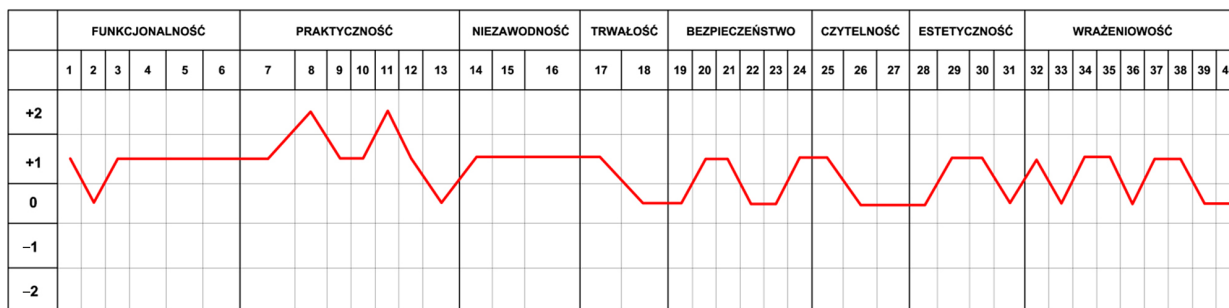 FUNKCJONALNOŚĆ PRAKTYCZNOŚĆ NIEZAWODNOŚĆ TRWAŁOŚĆ BEZPIECZEŃSTWO CZYTELNOŚĆ ESTETYCZNOŚĆ WRAŻENIOWOŚĆ
1 2 3 4 5 6 7 8 9 10 11 12 13 14 15 16 17 18 19 20 21 22 23 24 25 26 27 28 29 30 31 32 33 34 35 36 37 38 39
+2
+1
0
–1
–2